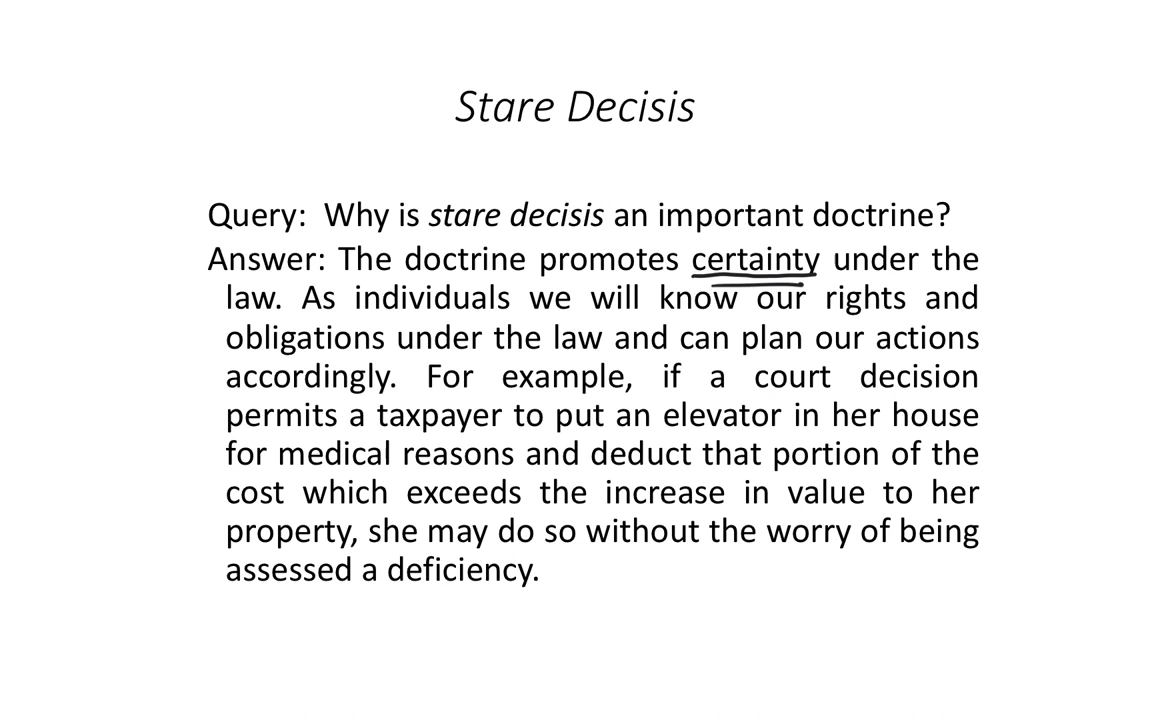 Stare Decisis
Query: Why is stare decisis an important doctrine?
Answer: The doctrine promotes certainty under the
law. As individuals we will know our rights and
obligations under the law and can plan our actions
accordingly. For example, if a court decision
permits a taxpayer to put an elevator in her house
for medical reasons and deduct that portion of the
cost which exceeds the increase in value to her
property, she may do so without the worry of being
assessed a deficiency.